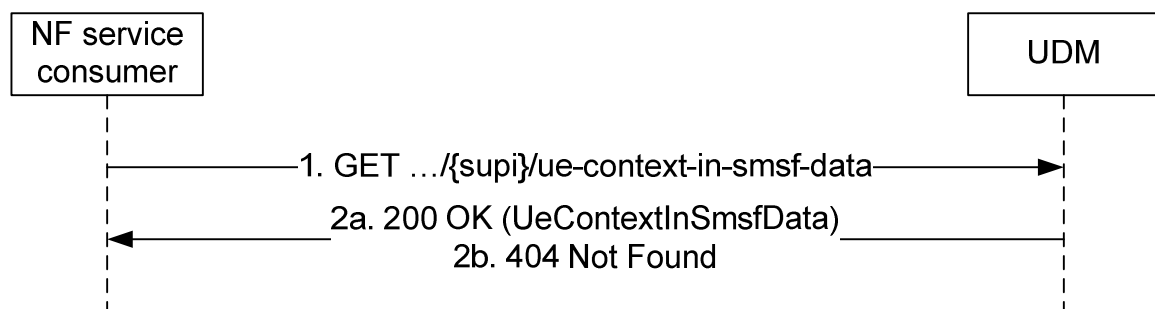 NF service
consumer
UDM
1. GET …/{supi}/ue-context-in-smsf-data
2a. 200 OK (UeContextInSmsfData)
2b. 404 Not Found